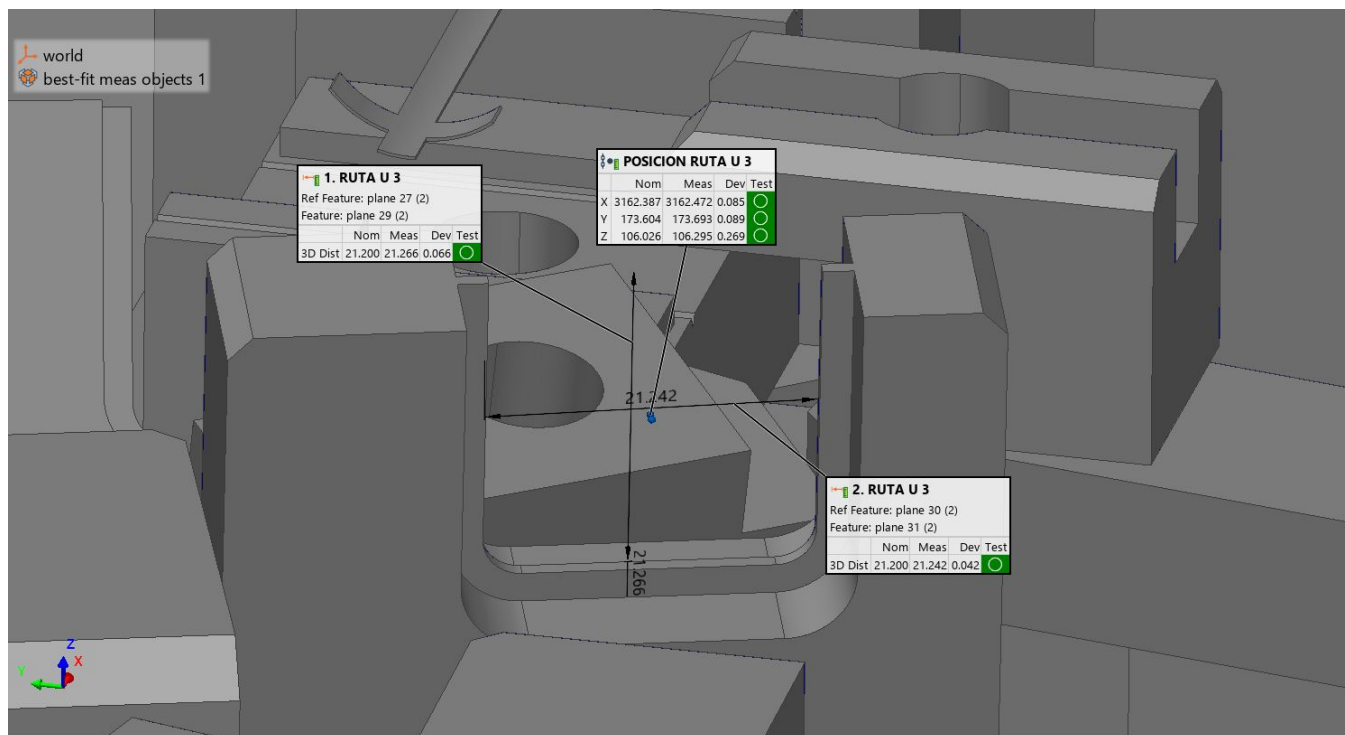 world
best-fit meas objects 1
1. RUTA U 3
Ref Feature: plane 27 (2)
Feature: plane 29 (2)
Nom Meas Dev Test
3D Dist 21.200 21.266 0.066
POSICION RUTA U 3
Nom Meas Dev Test
X 3162.387 3162.472 0.085
Y 173.604 173.693 0.089
Z 106.026 106.295 0.269
21.242
21.266
2. RUTA U 3
Ref Feature: plane 30 (2)
Feature: plane 31 (2)
Nom Meas Dev Test
3D Dist 21.200 21.242 0.042
Z
X
Y